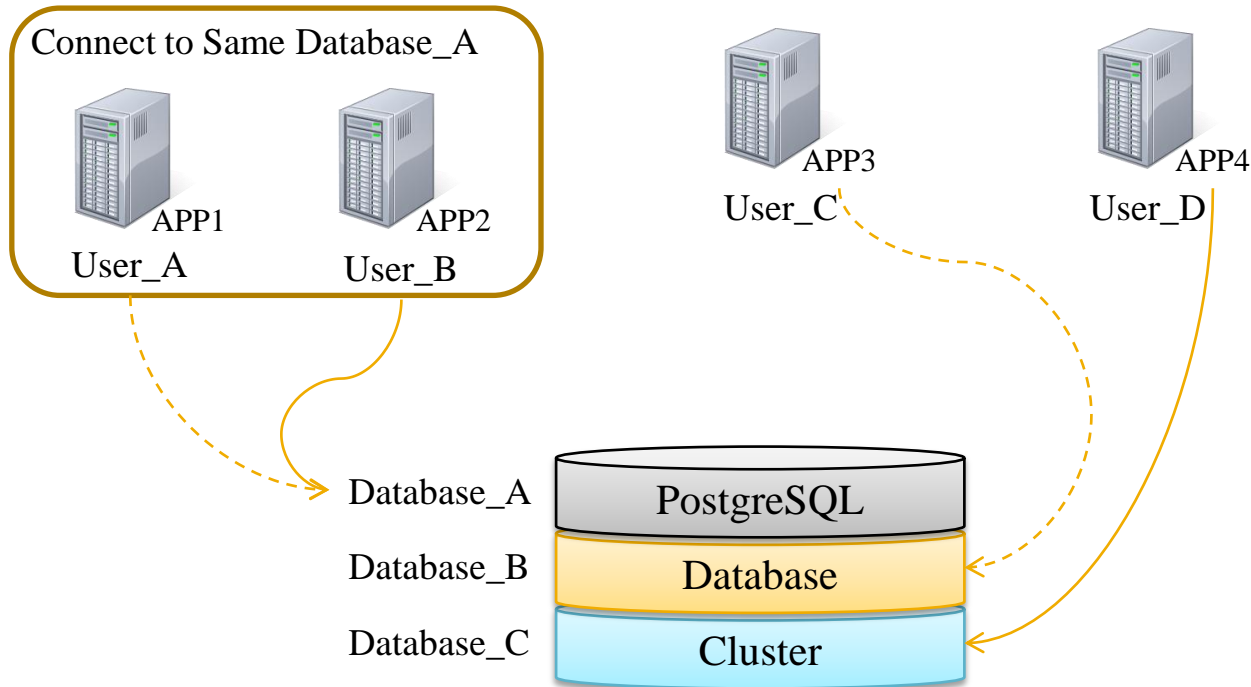 Connect to Same Database_A
APP1
User_A
APP2
User_B
APP3
User_C
APP4
User_D
Database_A
PostgreSQL
Database_B
Database
Database_C
Cluster